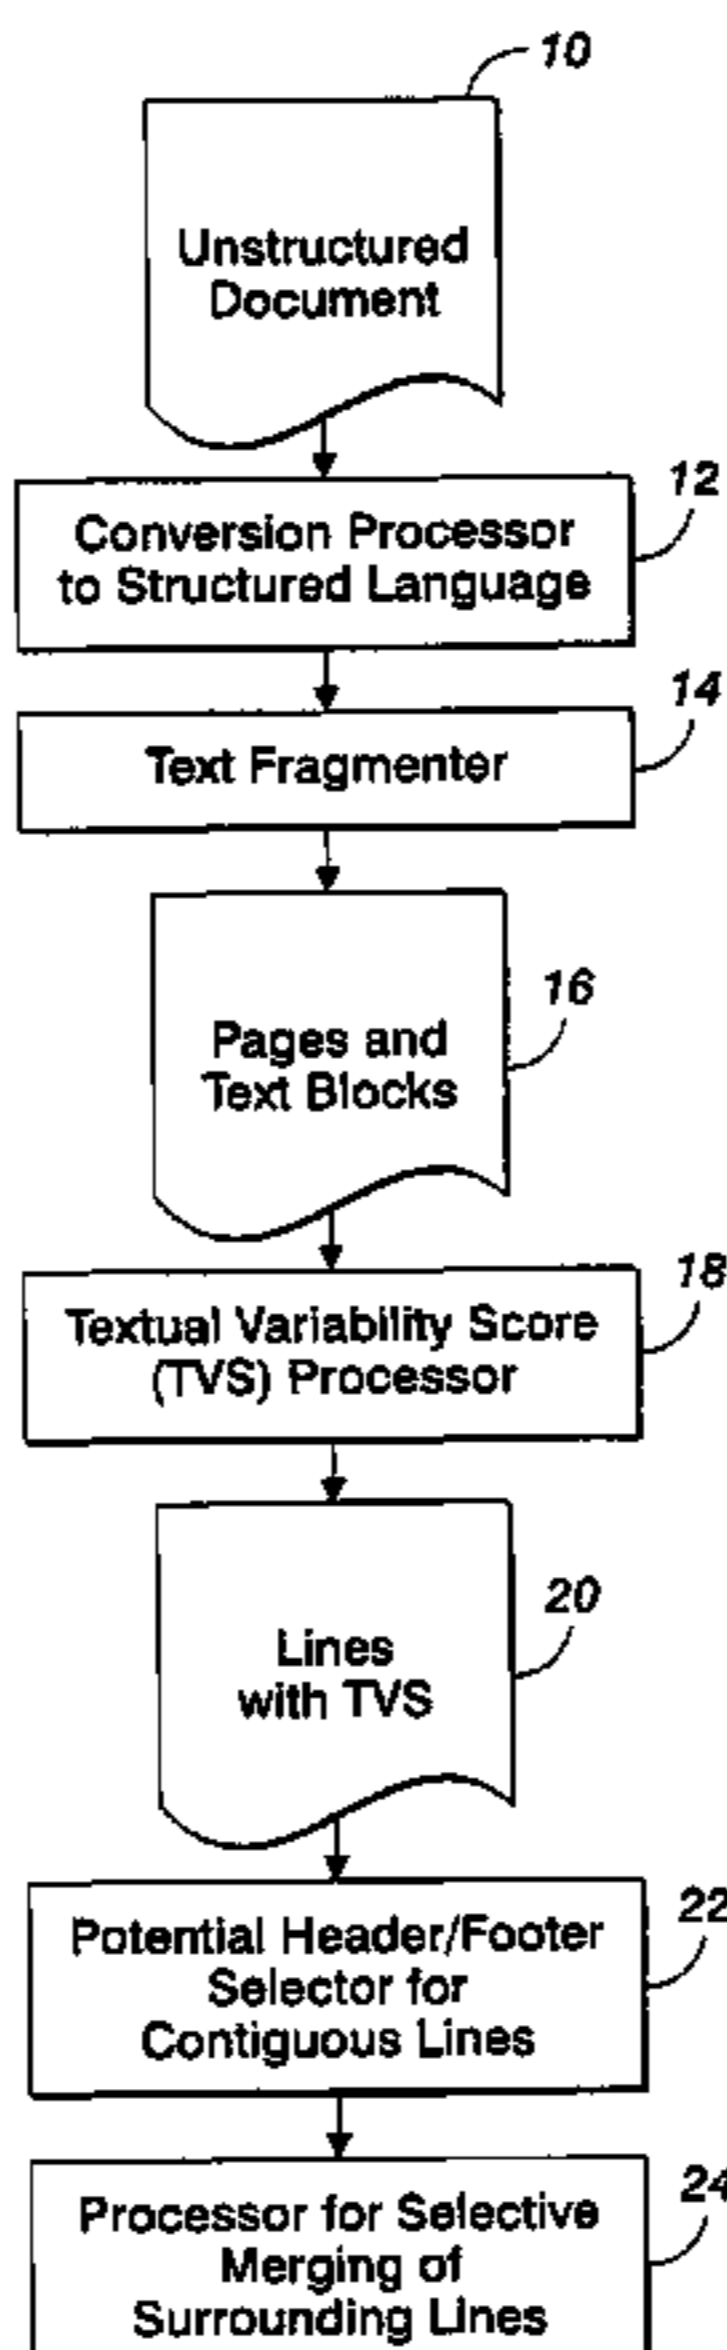 10
Unstructured
Document
12
Conversion Processor
to Structured Language
14
Text Fragmenter
16
Pages and
Text Blocks
18
Textual Variability Score
(TVS) Processor
20
Lines
with TVS
22
Potential Header/Footer
Selector for
Contiguous Lines
24
Processor for Selective
Merging of
Surrounding Lines